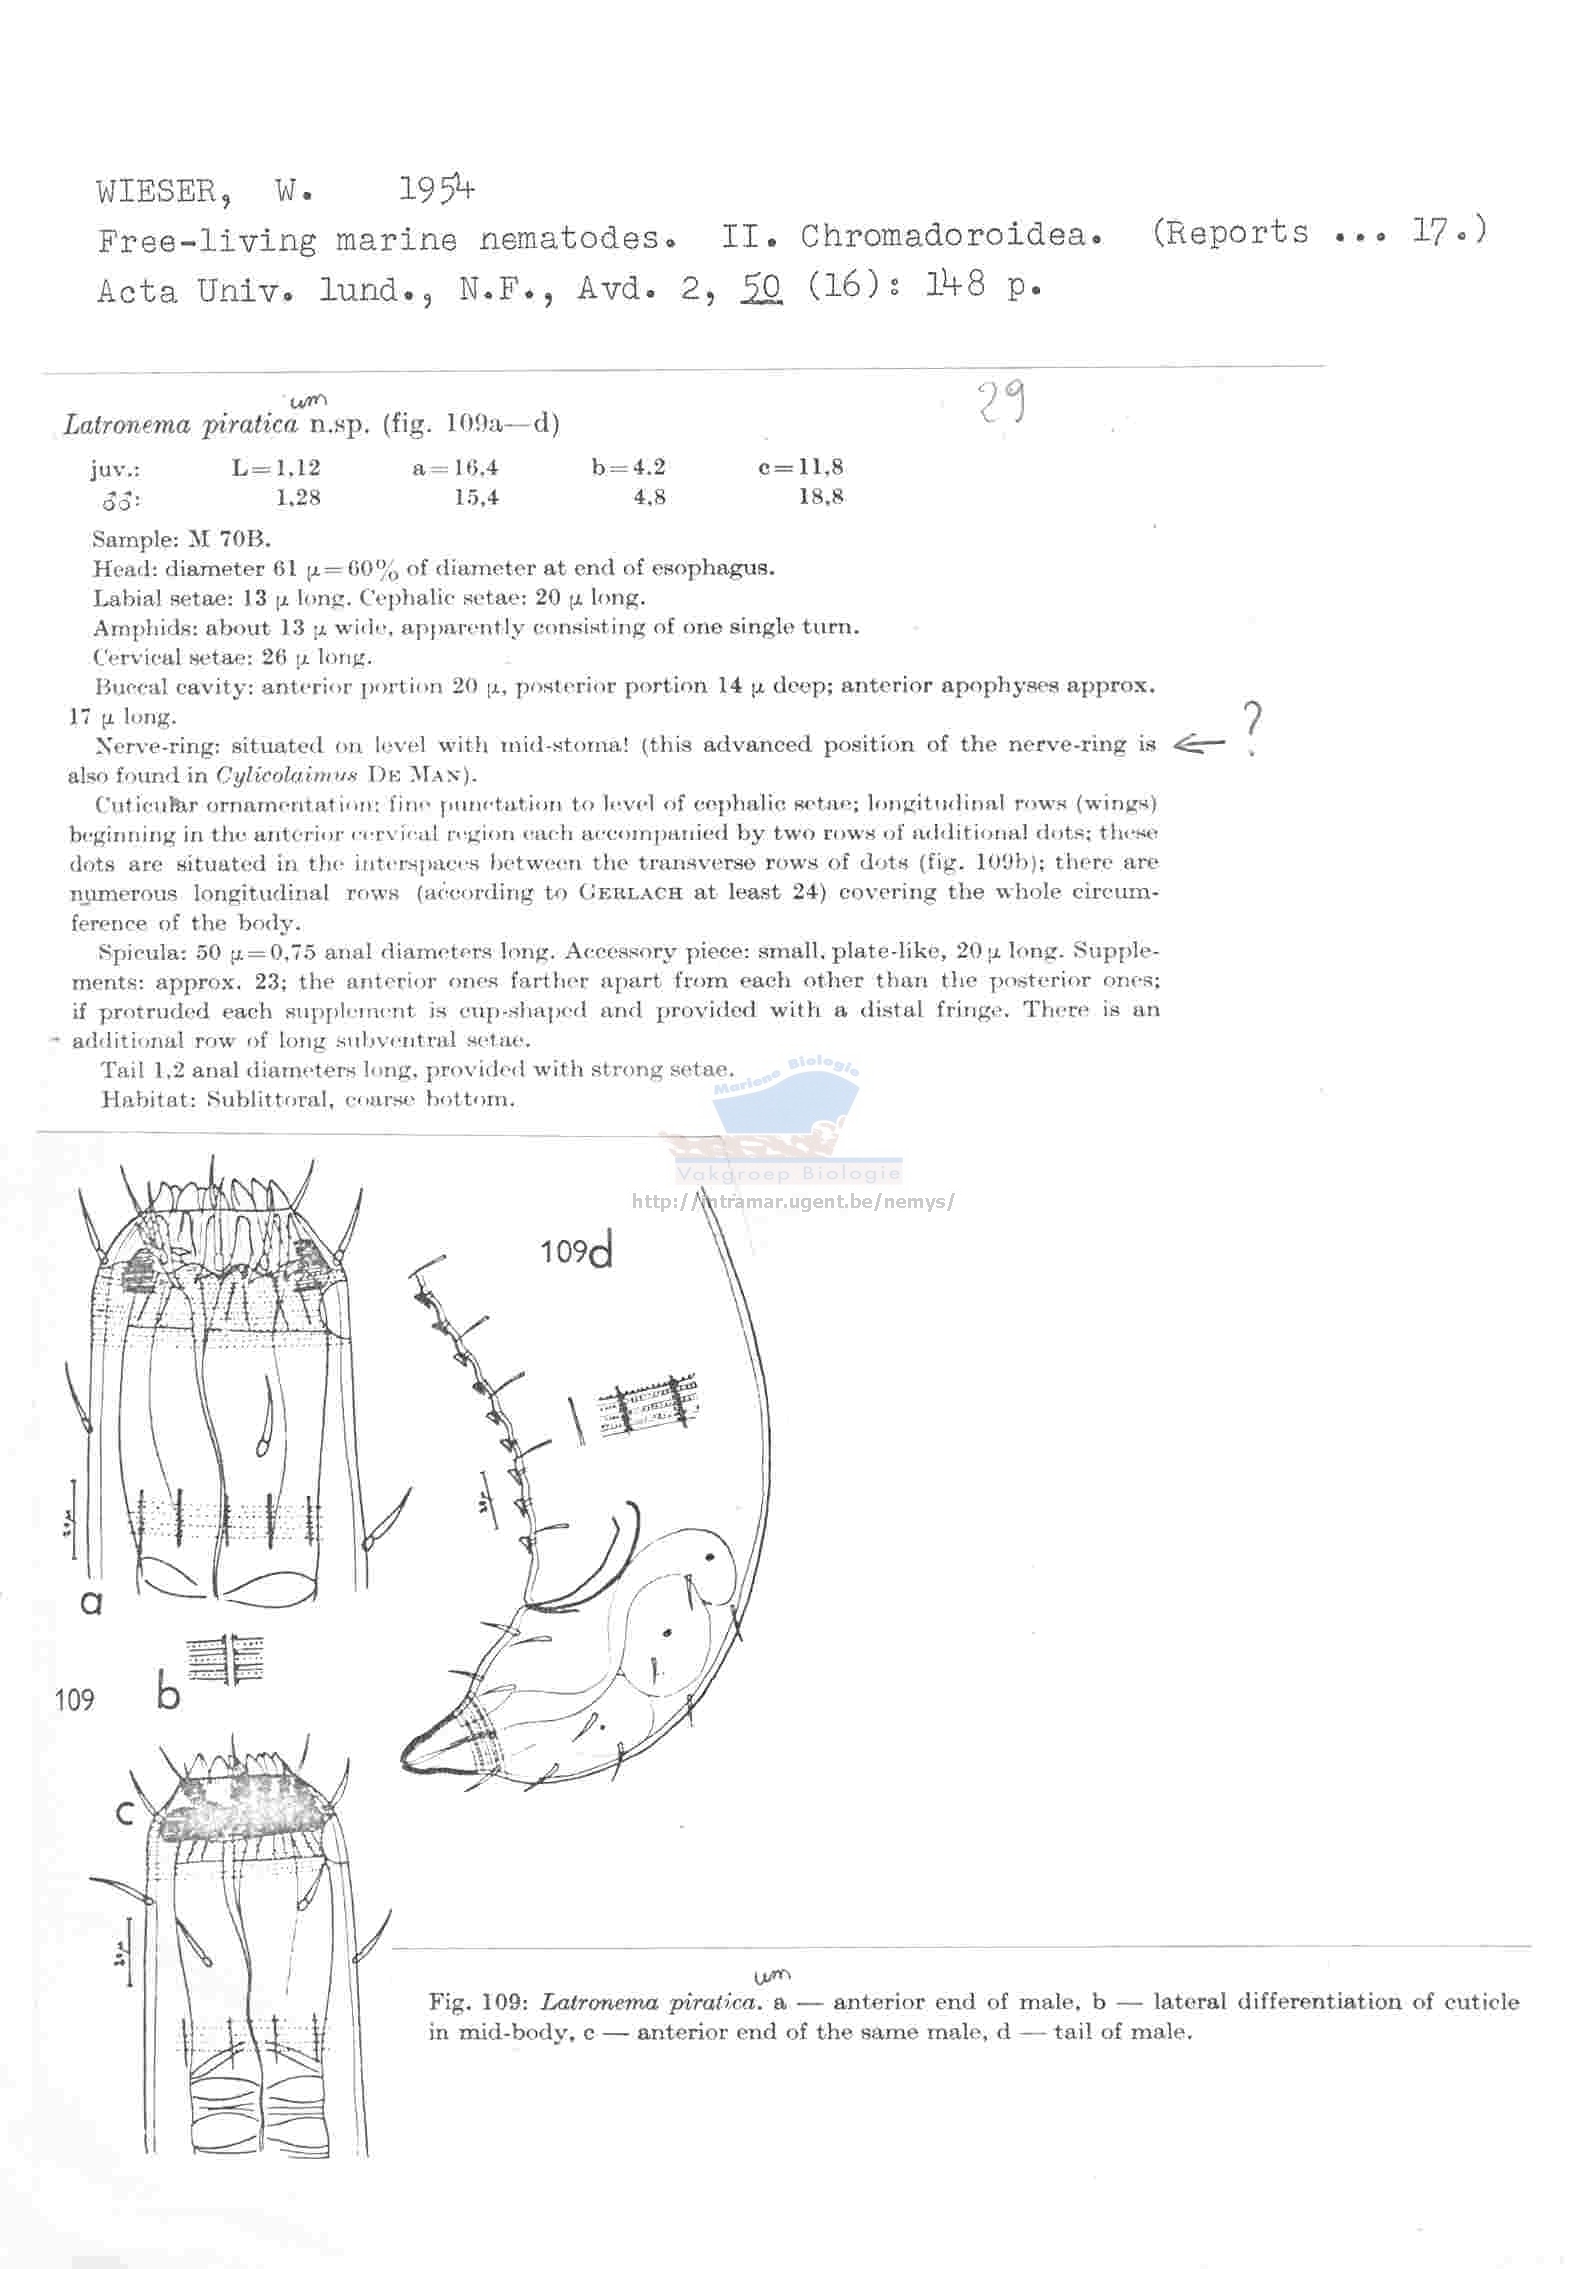 WIESER, W. 1954
Free-living marine nematodes. II. Chromadoroidea. (Reports ... 17.)
Acta Univ. lund., N.F., Avd. 2, 50 (16): 148 p.
29
um
Latronema piratica n.sp. (fig. 109a—d)
juv.: L=1,12 a=16,4 b=4.2 c=11,8
♂♂: 1,28 15,4 4,8 18,8
Sample: M 70B.
Head: diameter 61 µ=60% of diameter at end of esophagus.
Labial setae: 13 µ long. Cephalic setae: 20 µ long.
Amphids: about 13 µ wide, apparently consisting of one single turn.
Cervical setae: 26 µ long.
Buccal cavity: anterior portion 20 µ, posterior portion 14 µ deep; anterior apophyses approx.
17 µ long.
Nerve-ring: situated on level with mid-stoma! (this advanced position of the nerve-ring is ← ?
also found in Cylicolaimus DE MAN).
Cuticular ornamentation: fine punctation to level of cephalic setae; longitudinal rows (wings)
beginning in the anterior cervical region each accompanied by two rows of additional dots; these
dots are situated in the interspaces between the transverse rows of dots (fig. 109b); there are
numerous longitudinal rows (according to GERLACH at least 24) covering the whole circum-
ference of the body.
Spicula: 50 µ=0,75 anal diameters long. Accessory piece: small, plate-like, 20 µ long. Supple-
ments: approx. 23; the anterior ones farther apart from each other than the posterior ones;
if protruded each supplement is cup-shaped and provided with a distal fringe. There is an
additional row of long subventral setae.
Tail 1,2 anal diameters long, provided with strong setae.
Habitat: Sublittoral, coarse bottom.
Mariene Biologie
Vakgroep Biologie
http://intramar.ugent.be/nemys/
109d
20 µ
20 µ
a
109 b
c
20 µ
um
Fig. 109: Latronema piratica. a — anterior end of male, b — lateral differentiation of cuticle
in mid-body, c — anterior end of the same male, d — tail of male.